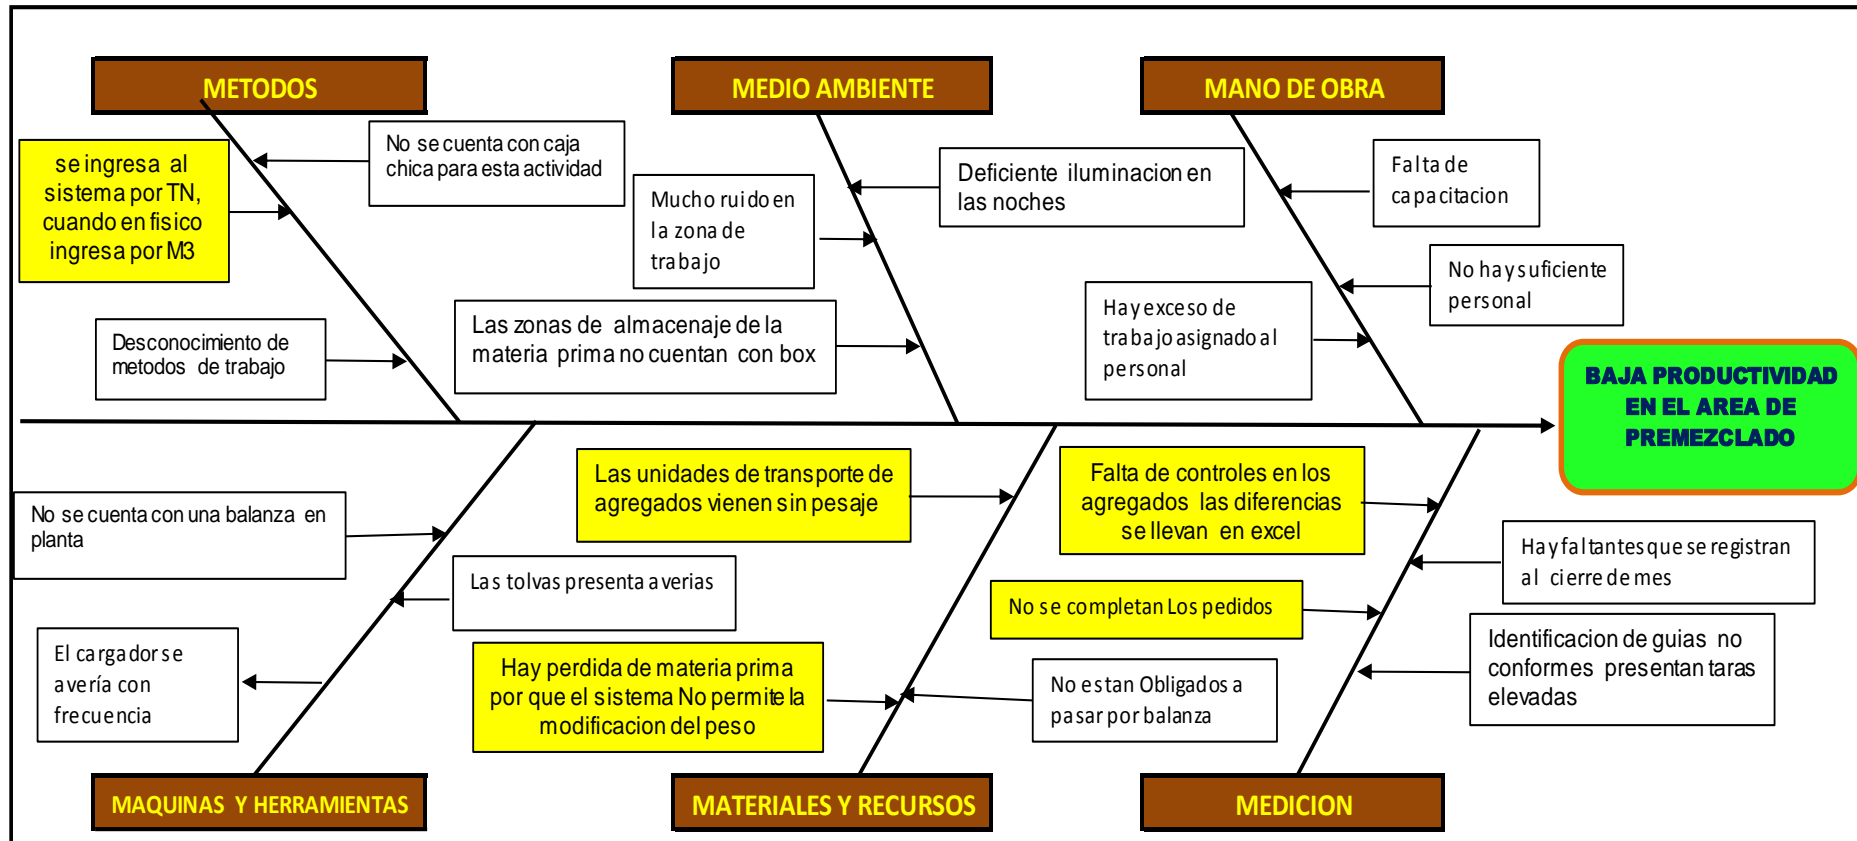 METODOS
MEDIO AMBIENTE
MANO DE OBRA
se ingresa al
sistema por TN,
cuando en fisico
ingresa por M3
No se cuenta con caja
chica para esta actividad
Desconocimiento de
metodos de trabajo
Mucho ruido en
la zona de
trabajo
Deficiente iluminacion en
las noches
Las zonas de almacenaje de la
materia prima no cuentan con box
Falta de
capacitacion
No hay suficiente
personal
Hay exceso de
trabajo asignado al
personal
BAJA PRODUCTIVIDAD
EN EL AREA DE
PREMEZCLADO
No se cuenta con una balanza en
planta
Las tolvas presenta averias
El cargador se
avería con
frecuencia
Las unidades de transporte de
agregados vienen sin pesaje
Hay perdida de materia prima
por que el sistema No permite la
modificacion del peso
No estan Obligados a
pasar por balanza
Falta de controles en los
agregados las diferencias
se llevan en excel
No se completan Los pedidos
Hay faltantes que se registran
al cierre de mes
Identificacion de guias no
conformes presentan taras
elevadas
MAQUINAS Y HERRAMIENTAS
MATERIALES Y RECURSOS
MEDICION